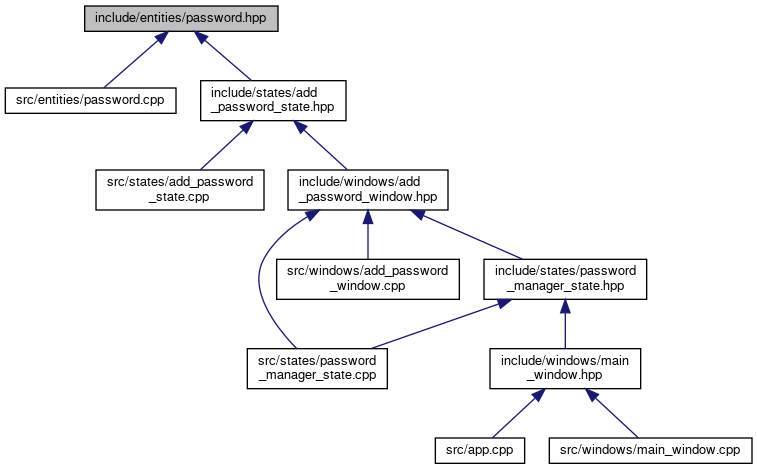 include/entities/password.hpp
src/entities/password.cpp
include/states/add
_password_state.hpp
src/states/add_password
_state.cpp
include/windows/add
_password_window.hpp
src/windows/add_password
_window.cpp
include/states/password
_manager_state.hpp
src/states/password
_manager_state.cpp
include/windows/main
_window.hpp
src/app.cpp
src/windows/main_window.cpp